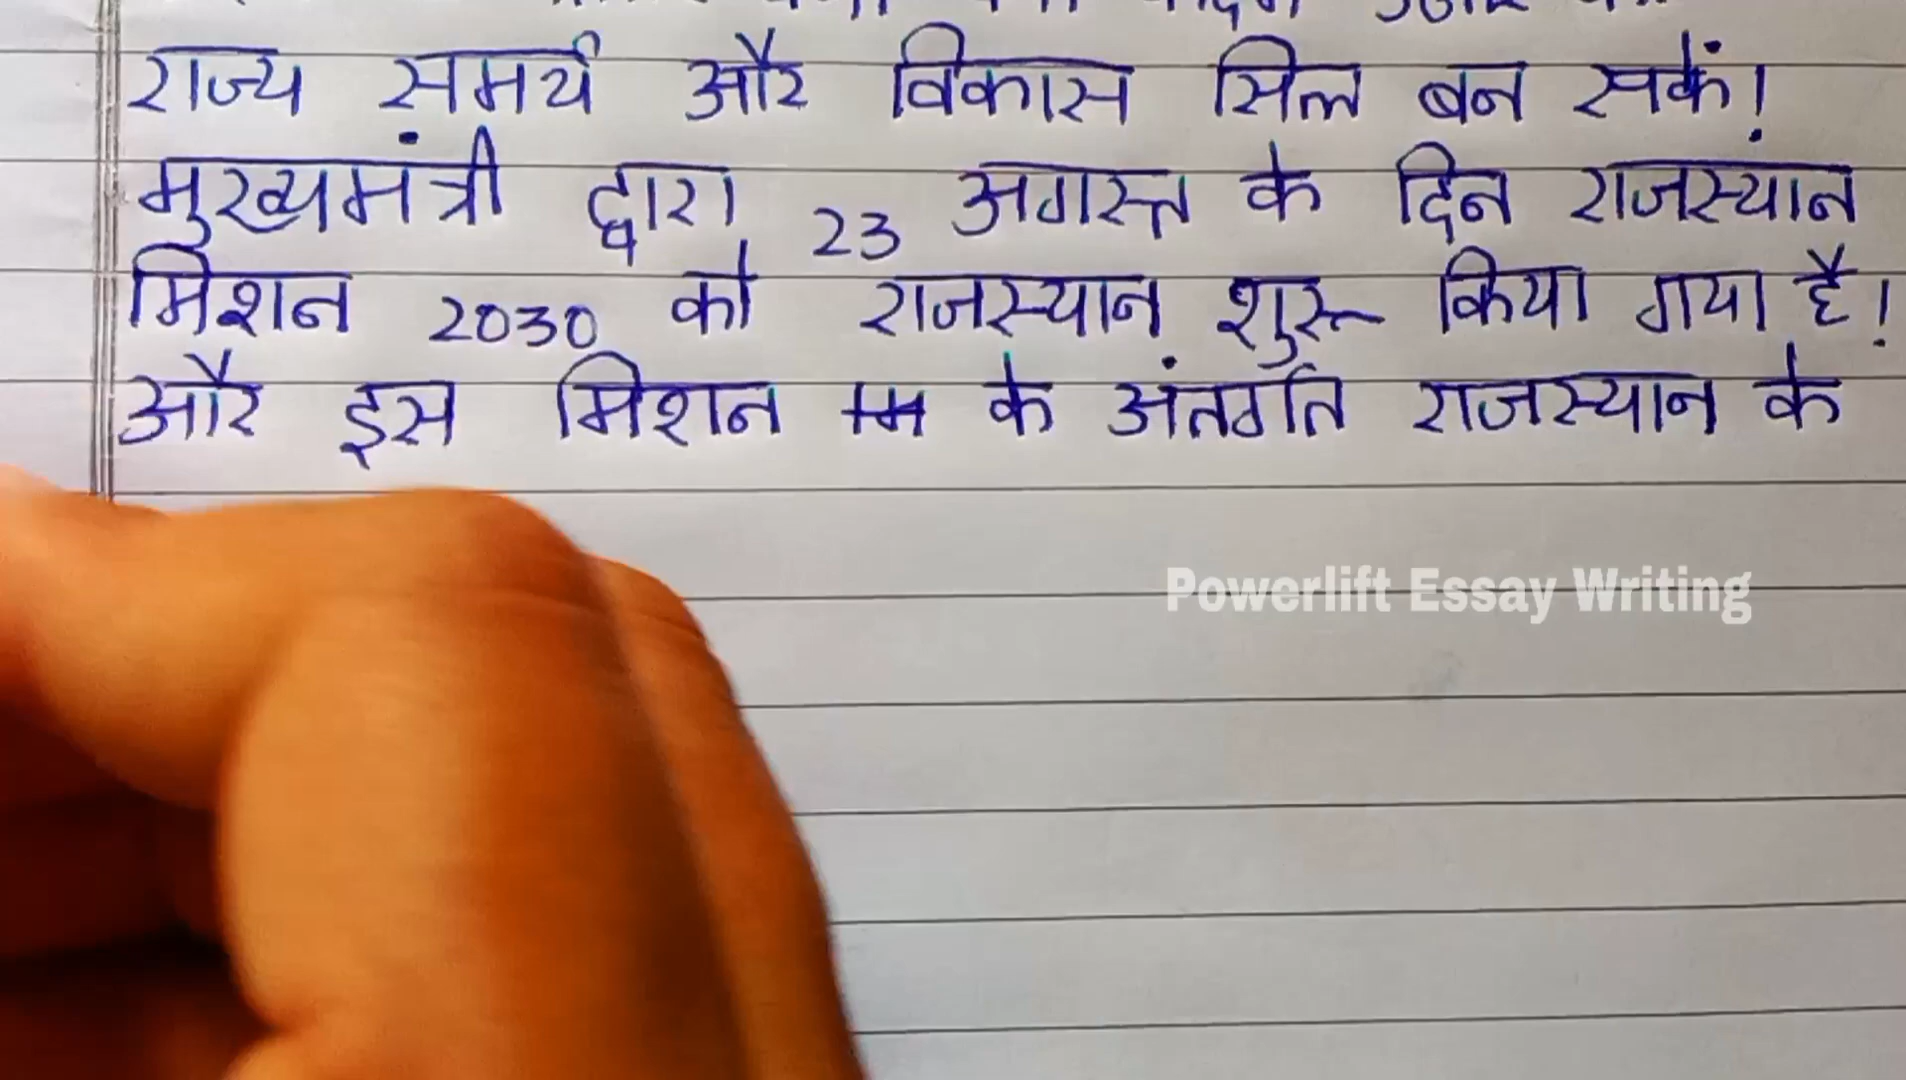 राज्य समर्थ और विकास सिल बन सकें!
मुख्यमंत्री द्वारा 23 अगस्त के दिन राजस्थान
मिशन 2030 को राजस्थान शुरू किया गया है!
और इस मिशन के अंतर्गत राजस्थान के
Powerlift Essay Writing